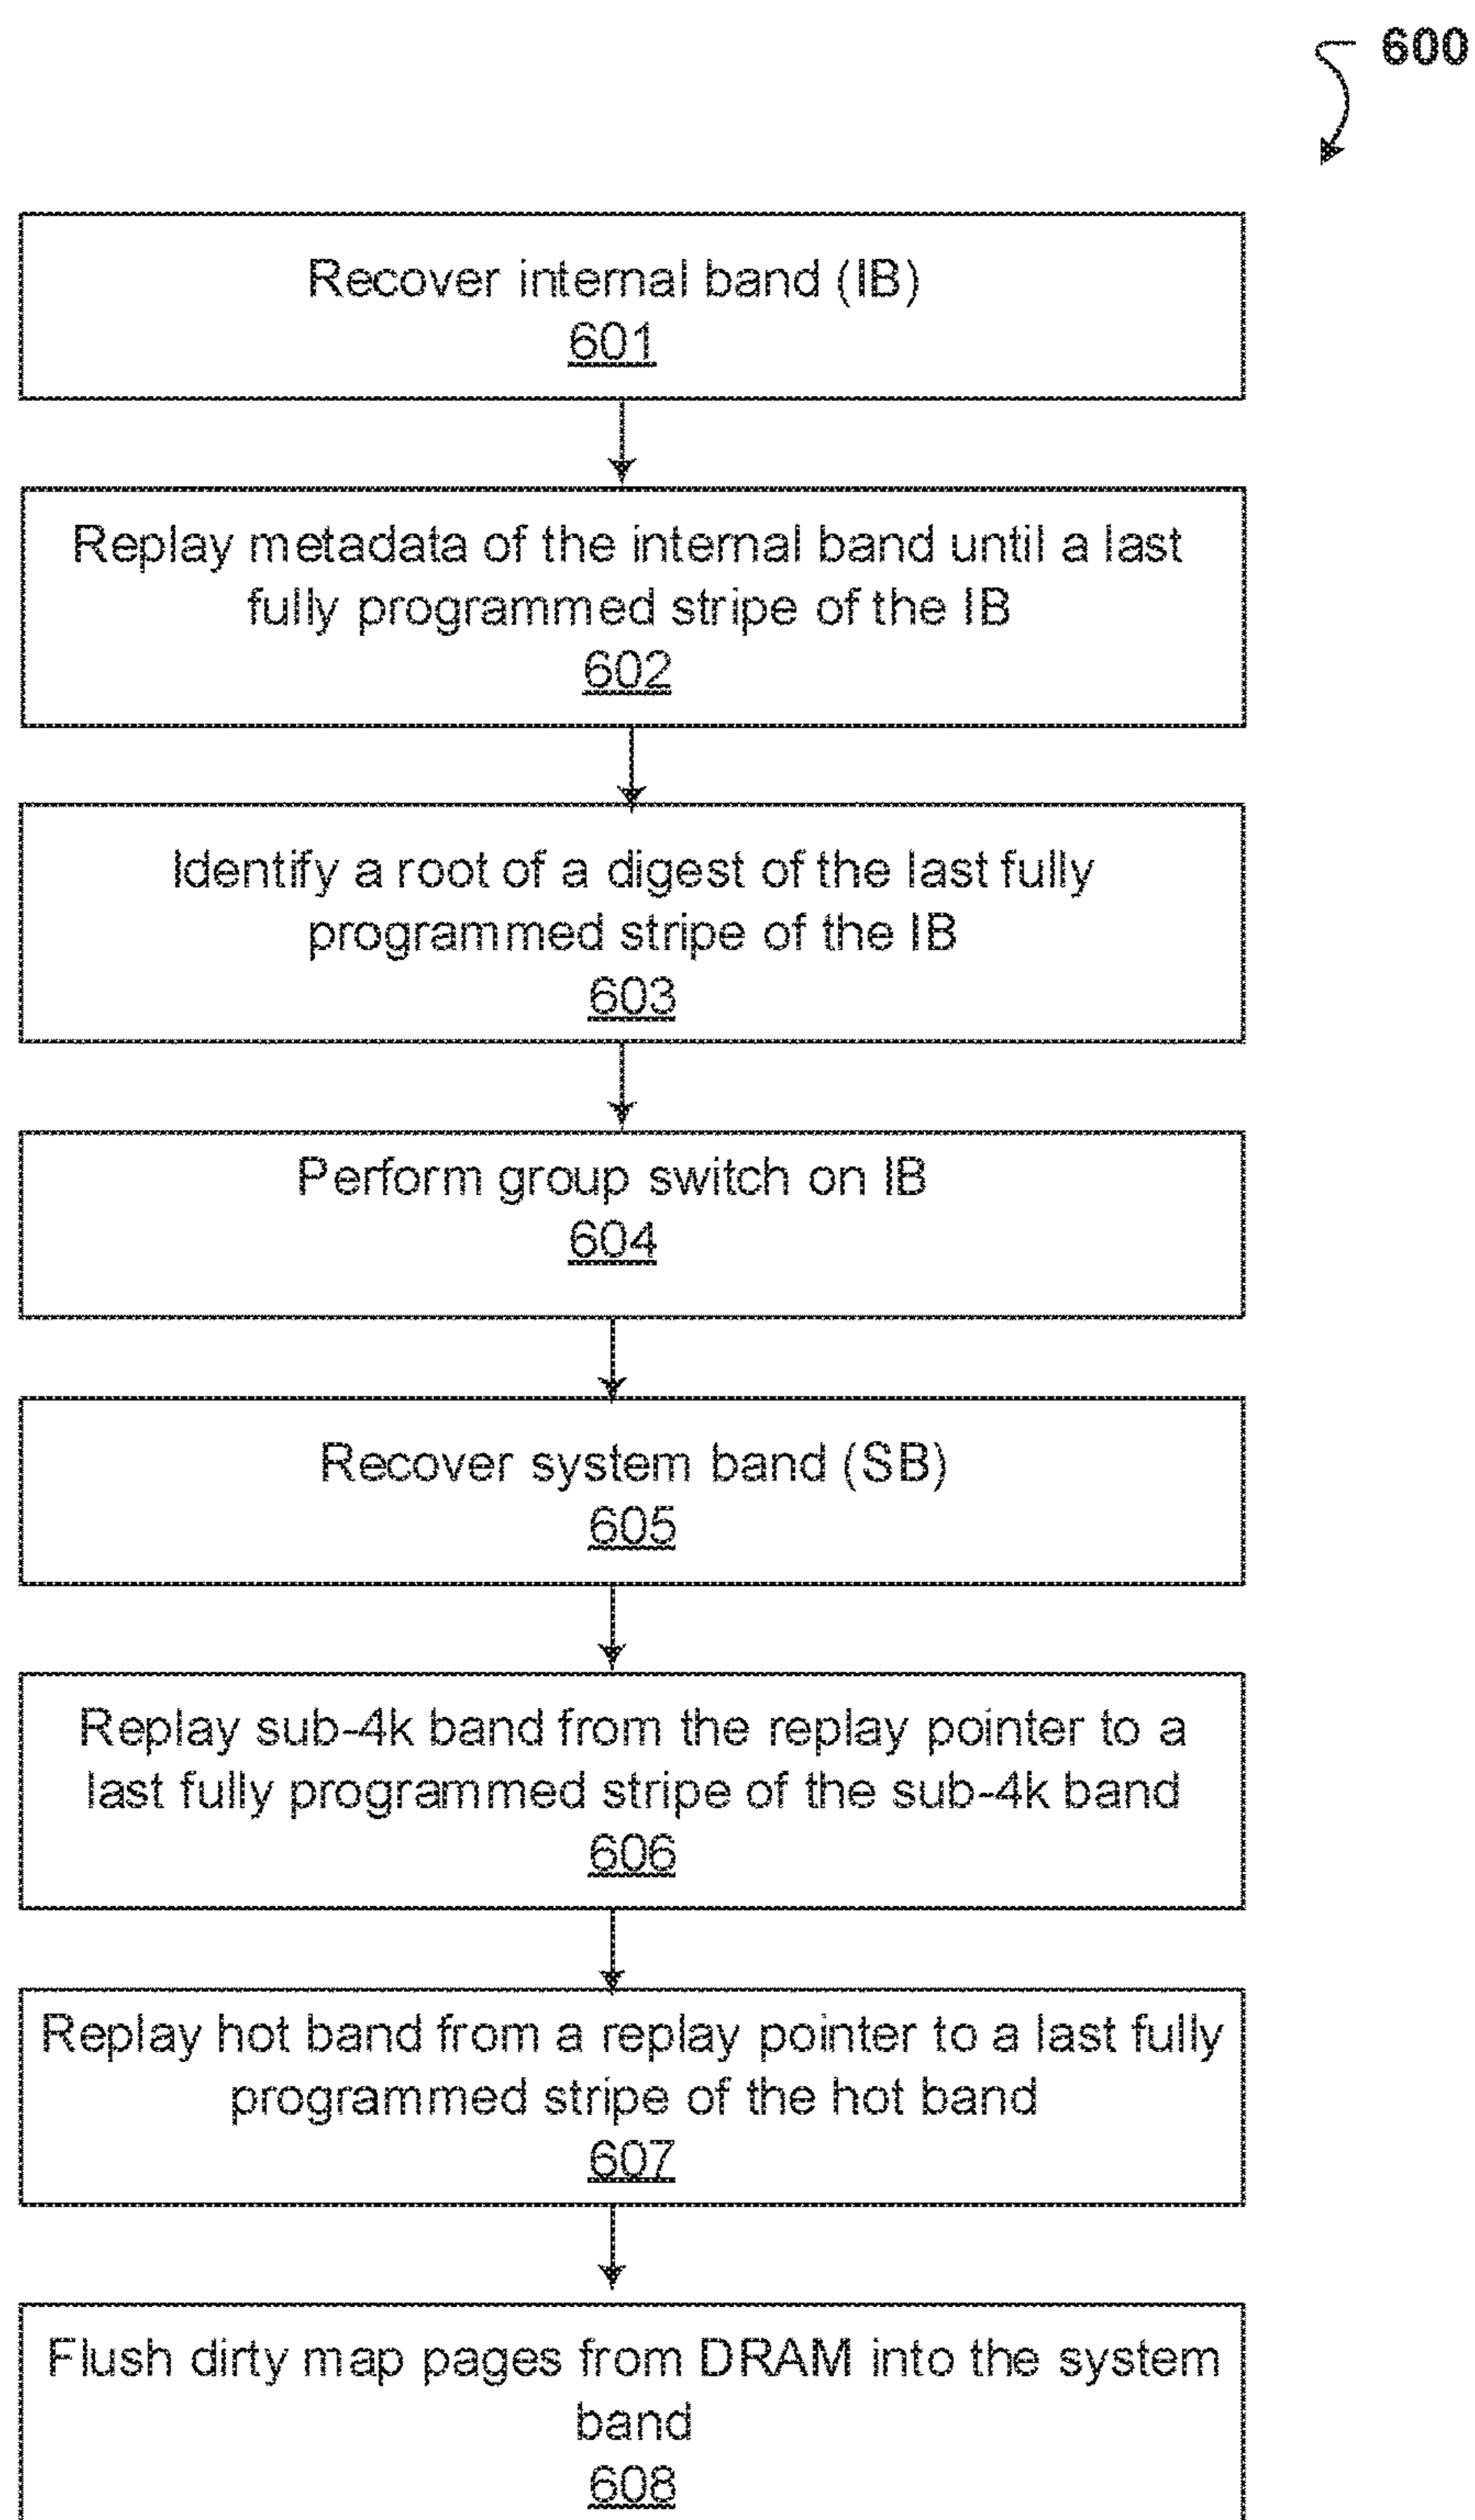 600
Recover internal band (IB)
601
Replay metadata of the internal band until a last
fully programmed stripe of the IB
602
Identify a root of a digest of the last fully
programmed stripe of the IB
603
Perform group switch on IB
604
Recover system band (SB)
605
Replay sub-4k band from the replay pointer to a
last fully programmed stripe of the sub-4k band
606
Replay hot band from a replay pointer to a last fully
programmed stripe of the hot band
607
Flush dirty map pages from DRAM into the system
band
608